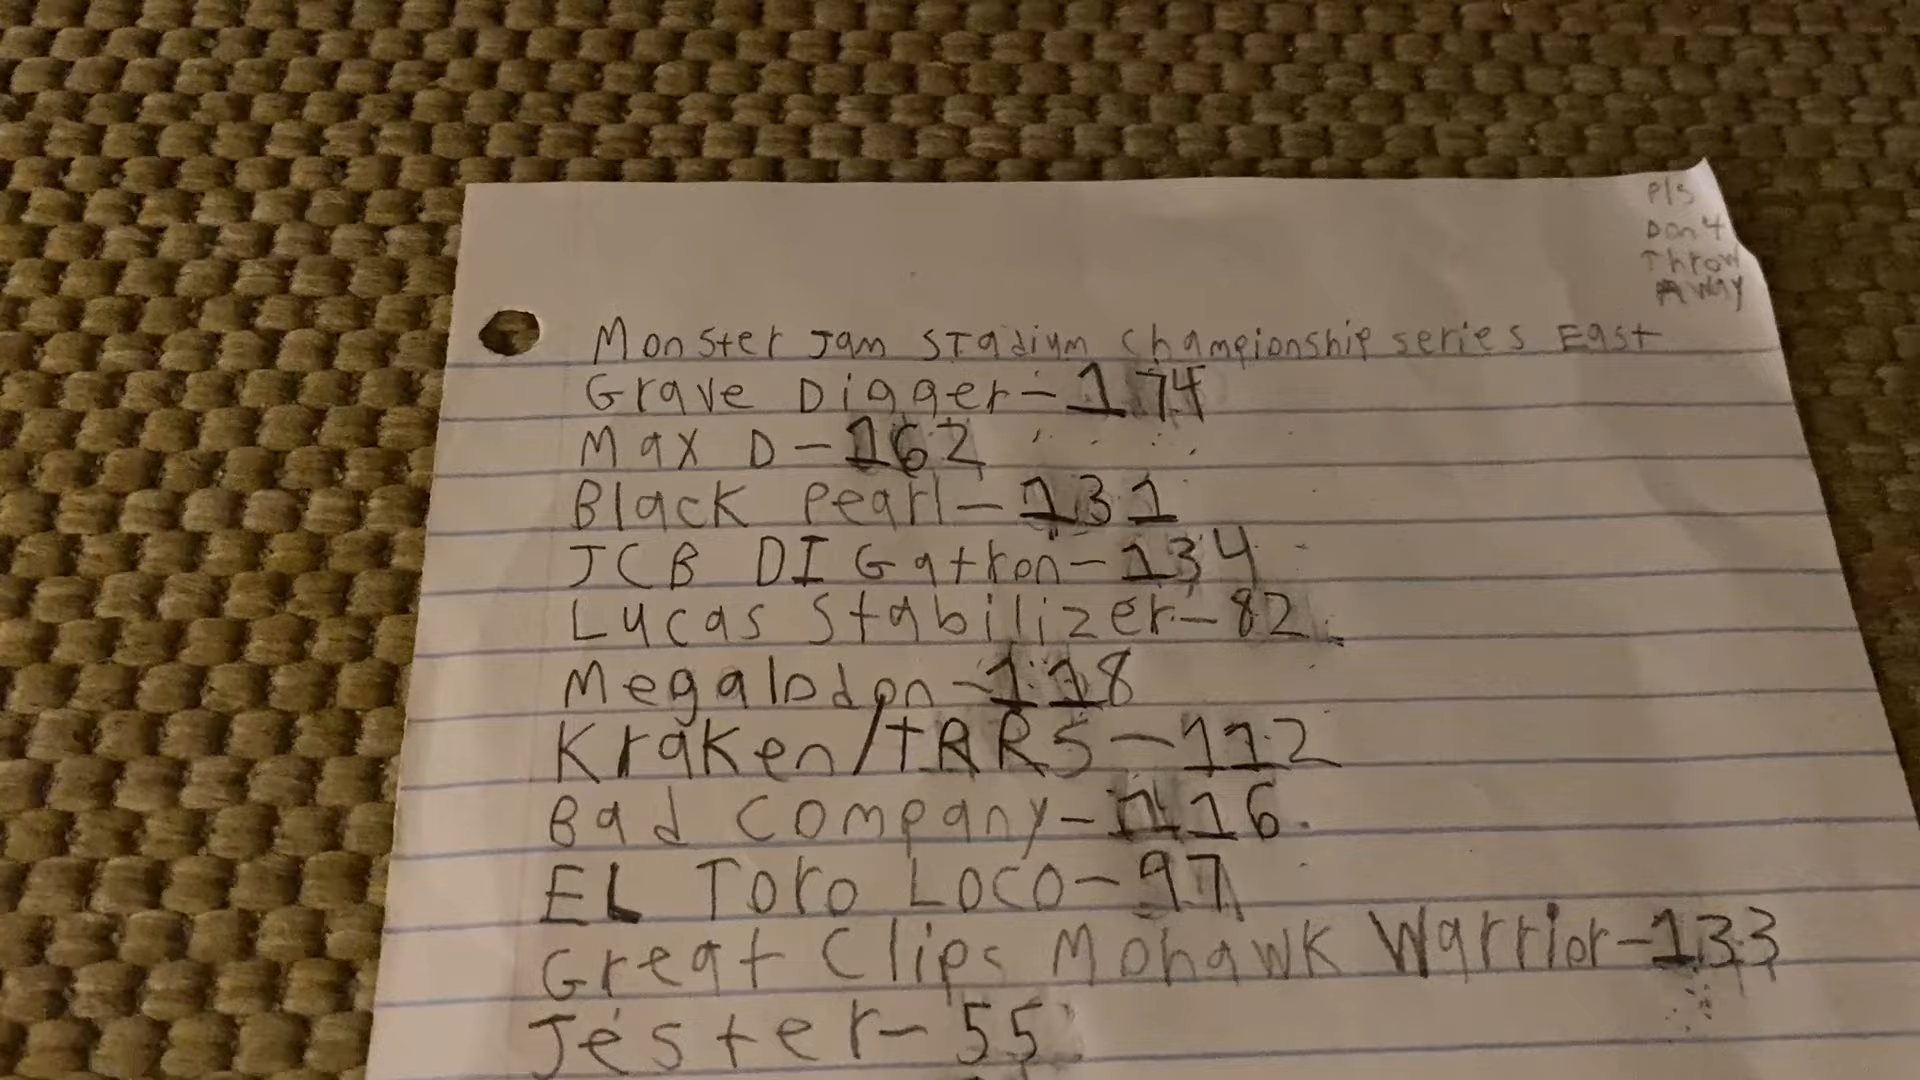 Pls
Don4
Throw
Away
Monster Jam Stadium Championship series East
Grave Digger-174
Max D-162
Black pearl-131
JCB DIGatron-134
Lucas Stabilizer-82
Megalodon-118
Kraken/TRRS-112
Bad Company-116
EL Toro Loco-97
Great Clips Mohawk Warrior-133
Jester-55